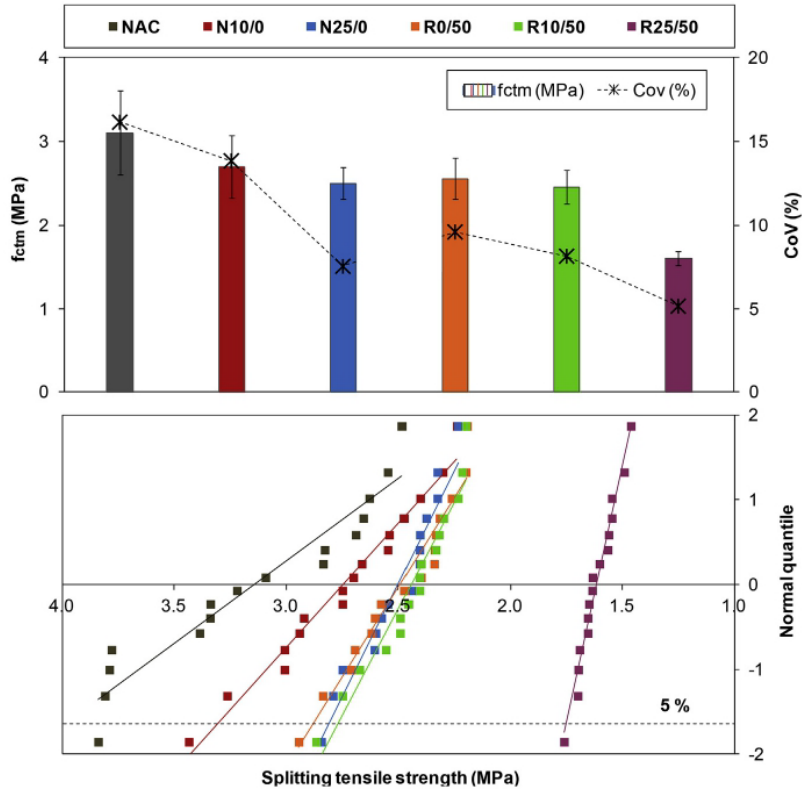 NAC N10/0 N25/0 R0/50 R10/50 R25/50
4 20
fctm (MPa) Cov (%)
3 15
fctm (MPa)
2 10
CoV (%)
1 5
0 0
2
1
Normal quantile
4.0 3.5 3.0 2.5 2.0 1.5 1.0 0
-1
5 %
-2
Splitting tensile strength (MPa)